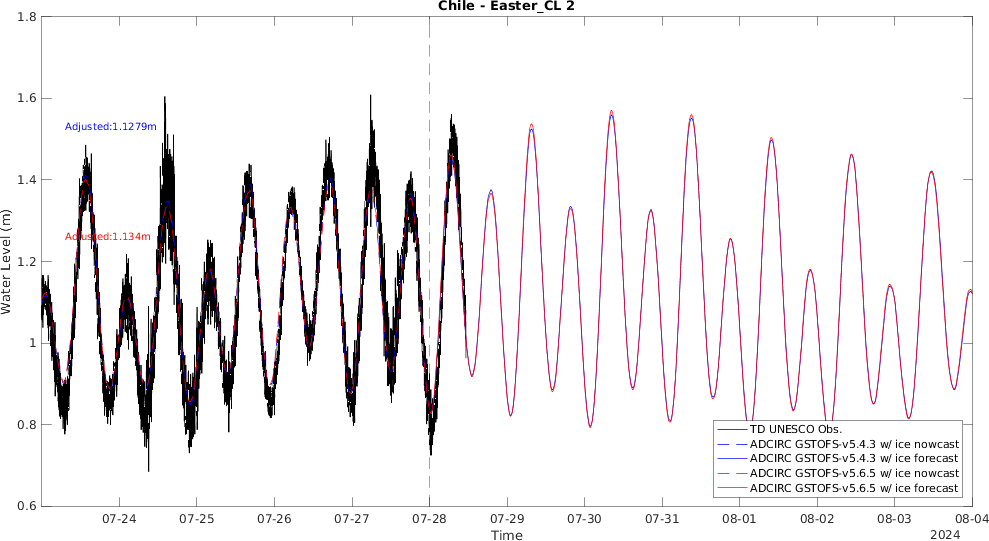 Chile - Easter_CL 2
1.8
1.6
1.4
1.2
1
0.8
0.6
Water Level (m)
Adjusted:1.1279m
Adjusted:1.134m
TD UNESCO Obs.
ADCIRC GSTOFS-v5.4.3 w/ ice nowcast
ADCIRC GSTOFS-v5.4.3 w/ ice forecast
ADCIRC GSTOFS-v5.6.5 w/ ice nowcast
ADCIRC GSTOFS-v5.6.5 w/ ice forecast
07-24 07-25 07-26 07-27 07-28 07-29 07-30 07-31 08-01 08-02 08-03 08-04
Time
2024